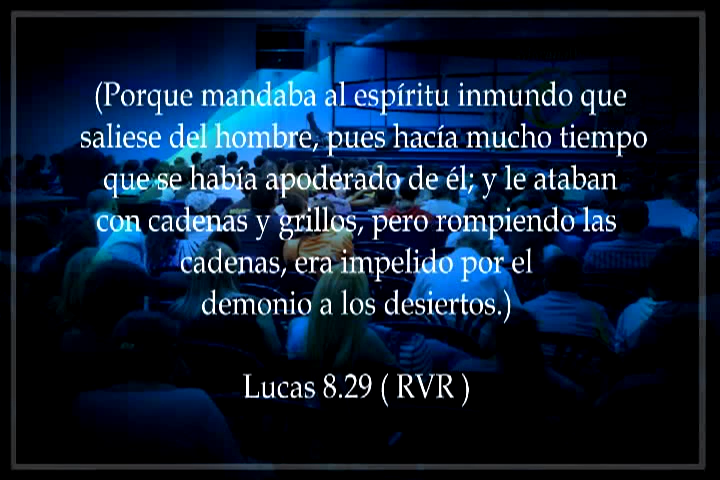 (Porque mandaba al espíritu inmundo que
saliese del hombre, pues hacía mucho tiempo
que se había apoderado de él; y le ataban
con cadenas y grillos, pero rompiendo las
cadenas, era impelido por el
demonio a los desiertos.)
Lucas 8.29 ( RVR )